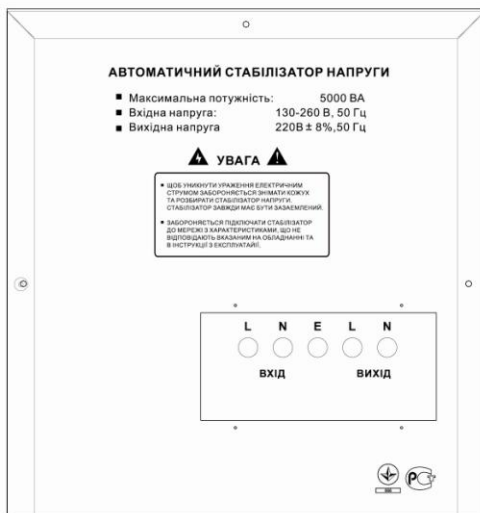 АВТОМАТИЧНИЙ СТАБІЛІЗАТОР НАПРУГИ
■ Максимальна потужність: 5000 ВА
■ Вхідна напруга: 130-260 В, 50 Гц
■ Вихідна напруга 220В ± 8%,50 Гц
УВАГА
• ЩОБ УНИКНУТИ УРАЖЕННЯ ЕЛЕКТРИЧНИМ
СТРУМОМ ЗАБОРОНЯЄТЬСЯ ЗНІМАТИ КОЖУХ
ТА РОЗБИРАТИ СТАБІЛІЗАТОР НАПРУГИ.
СТАБІЛІЗАТОР ЗАВЖДИ МАЄ БУТИ ЗАЗАЕМЛЕНИЙ.
• ЗАБОРОНЯЄТЬСЯ ПІДКЛЮЧАТИ СТАБІЛІЗАТОР
ДО МЕРЕЖІ З ХАРАКТЕРИСТИКАМИ, ЩО НЕ
ВІДПОВІДАЮТЬ ВКАЗАНИМ НА ОБЛАДНАННІ ТА
В ІНСТРУКЦІЇ З ЕКСПЛУАТАЇЇ.
L N E L N
ВХІД ВИХІД